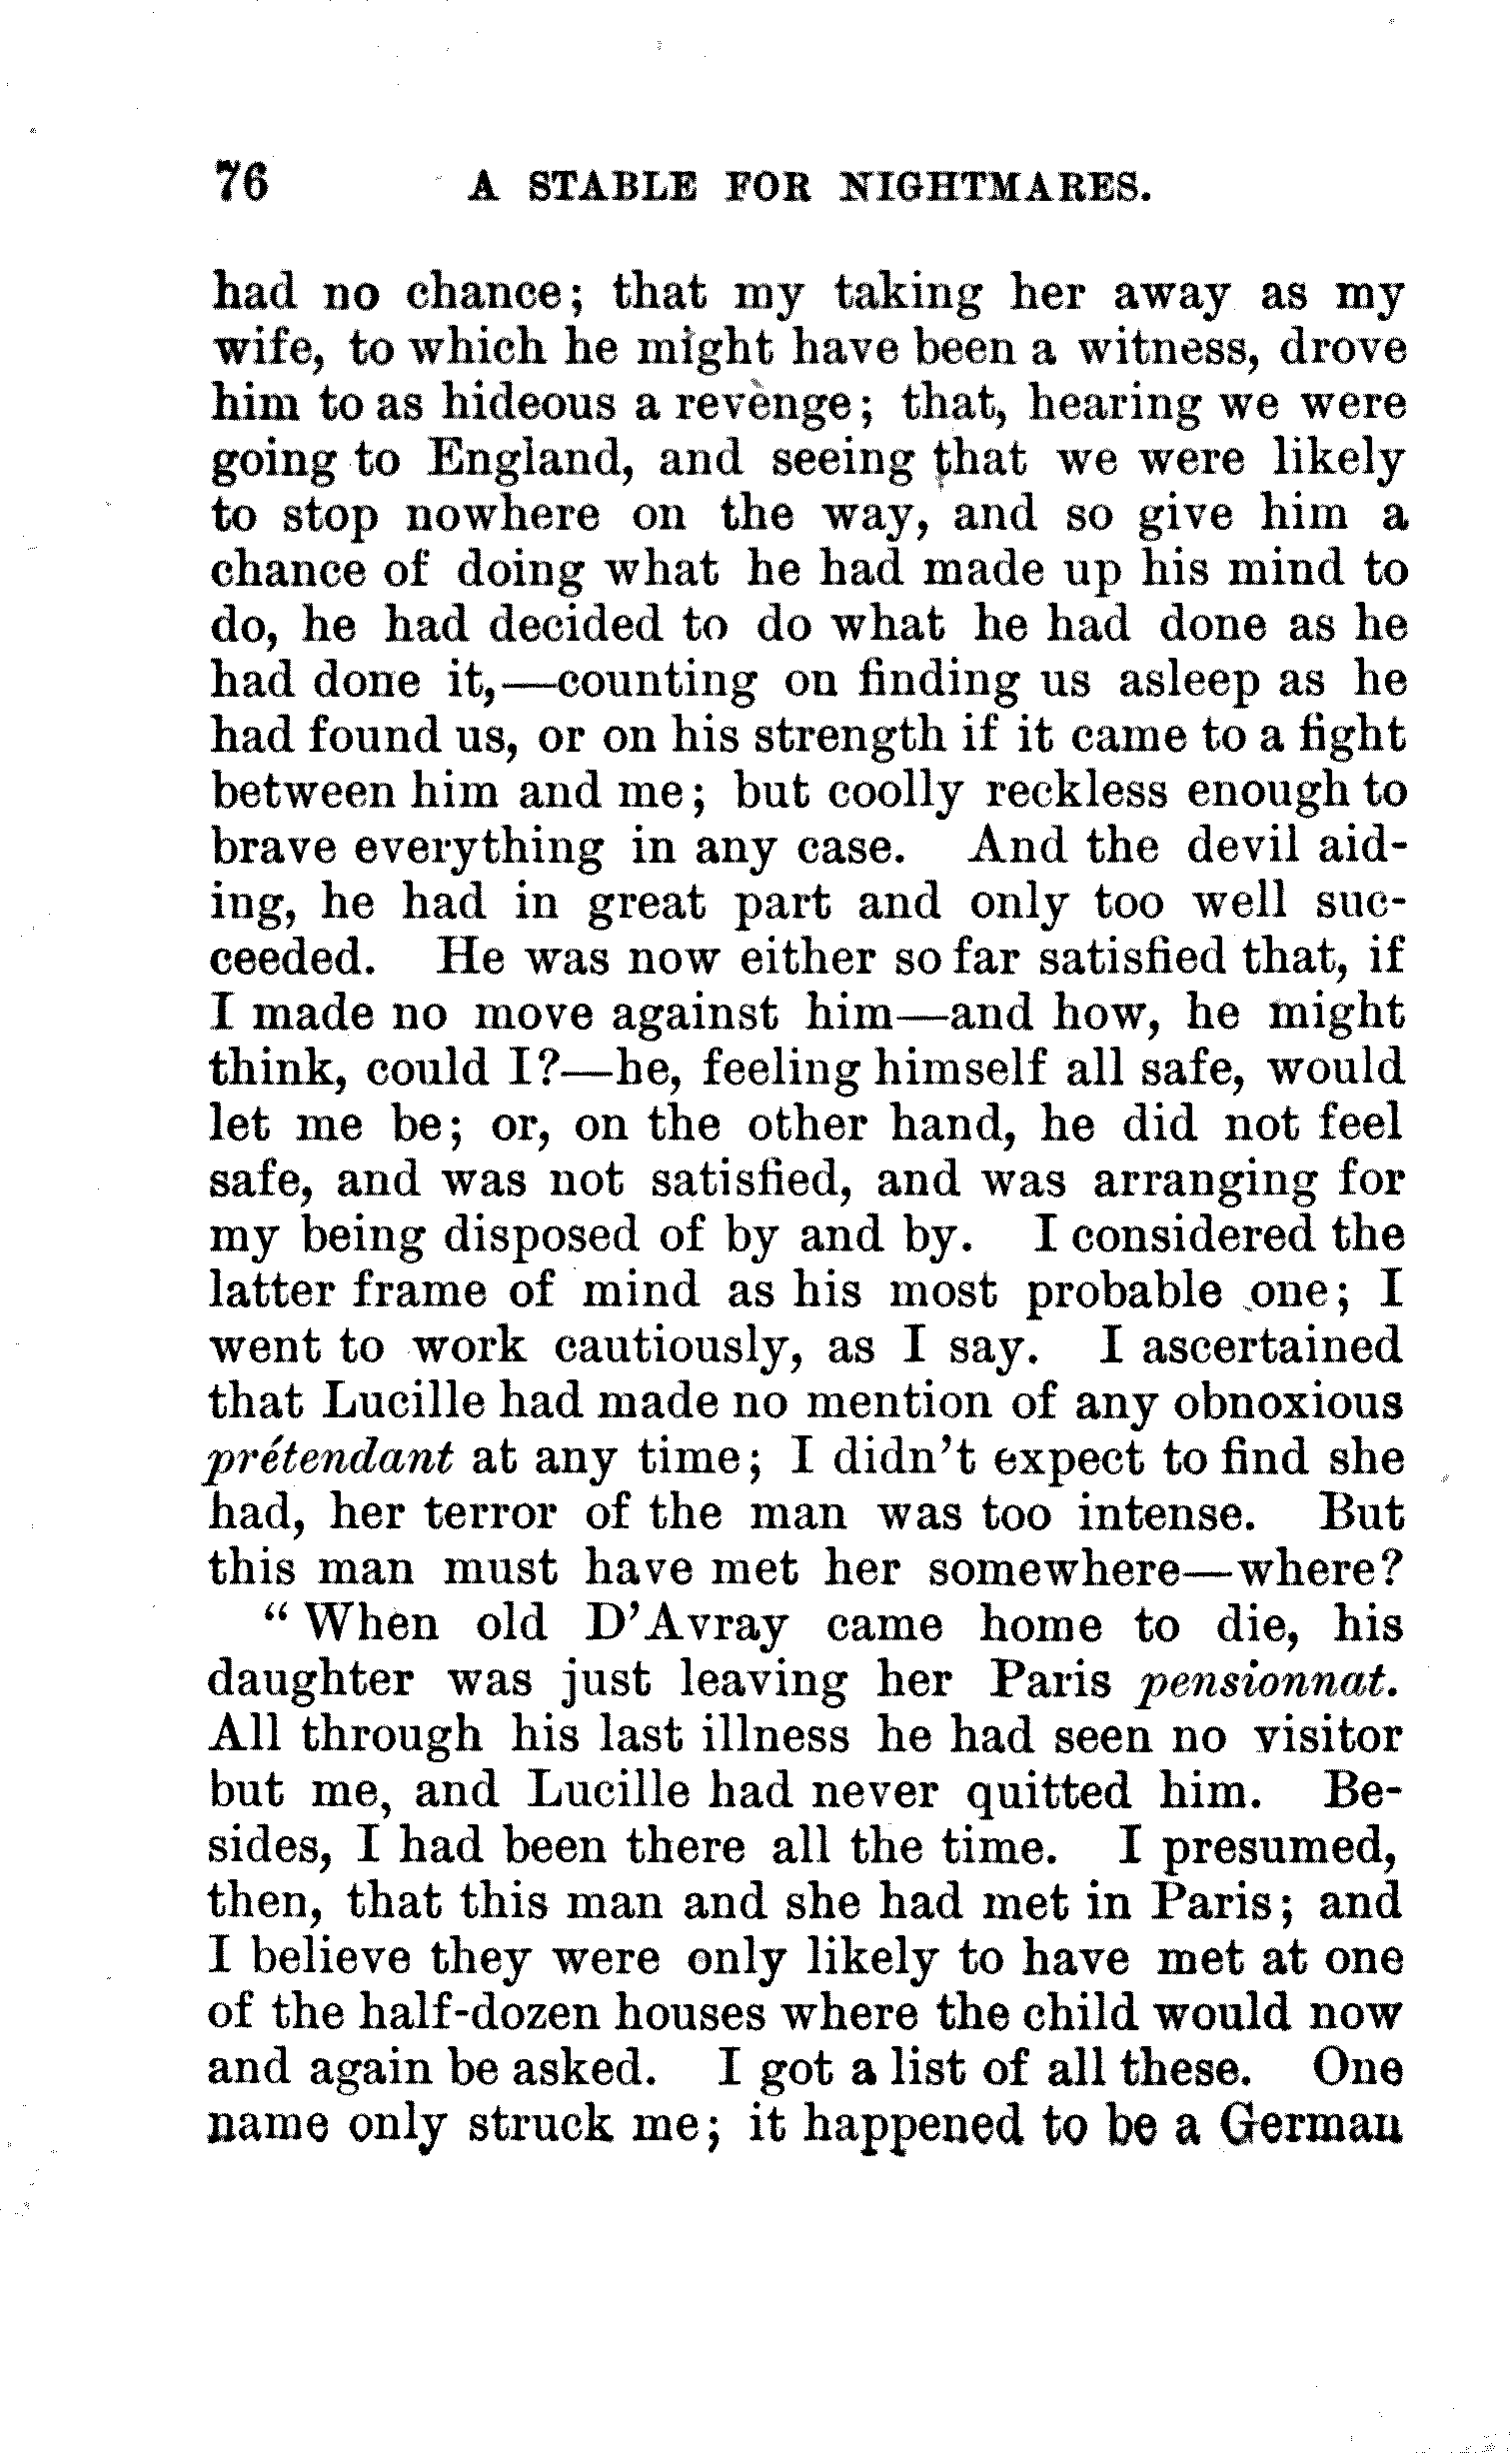 76 A STABLE FOR NIGHTMARES.
had no chance; that my taking her away as my
wife, to which he might have been a witness, drove
him to as hideous a revenge; that, hearing we were
going to England, and seeing that we were likely
to stop nowhere on the way, and so give him a
chance of doing what he had made up his mind to
do, he had decided to do what he had done as he
had done it,—counting on finding us asleep as he
had found us, or on his strength if it came to a fight
between him and me; but coolly reckless enough to
brave everything in any case. And the devil aid-
ing, he had in great part and only too well suc-
ceeded. He was now either so far satisfied that, if
I made no move against him—and how, he might
think, could I?—he, feeling himself all safe, would
let me be; or, on the other hand, he did not feel
safe, and was not satisfied, and was arranging for
my being disposed of by and by. I considered the
latter frame of mind as his most probable one; I
went to work cautiously, as I say. I ascertained
that Lucille had made no mention of any obnoxious
prétendant at any time; I didn't expect to find she
had, her terror of the man was too intense. But
this man must have met her somewhere—where?
"When old D'Avray came home to die, his
daughter was just leaving her Paris pensionnat.
All through his last illness he had seen no visitor
but me, and Lucille had never quitted him. Be-
sides, I had been there all the time. I presumed,
then, that this man and she had met in Paris; and
I believe they were only likely to have met at one
of the half-dozen houses where the child would now
and again be asked. I got a list of all these. One
name only struck me; it happened to be a German